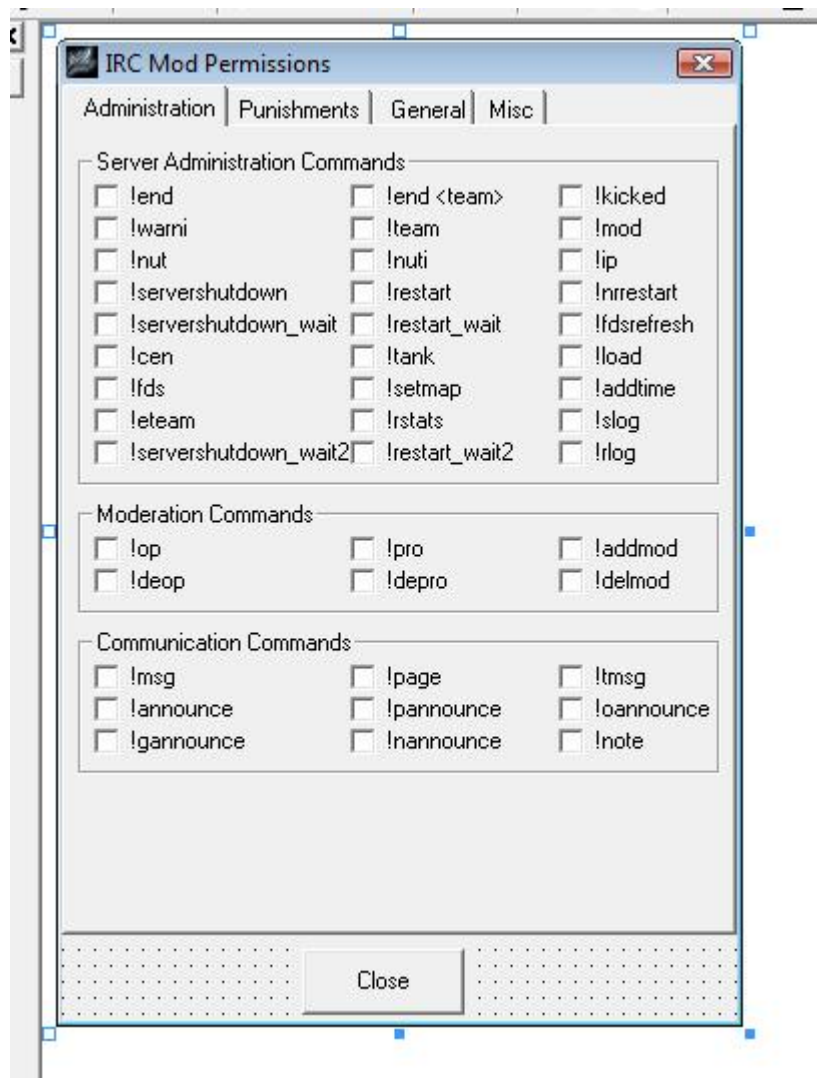 IRC Mod Permissions
Administration Punishments General Misc
Server Administration Commands
!end !end <team> !kicked
!warni !team !mod
!nut !nuti !ip
!servershutdown !restart !nrrestart
!servershutdown_wait !restart_wait !fdsrefresh
!cen !tank !load
!fds !setmap !addtime
!eteam !rstats !slog
!servershutdown_wait2 !restart_wait2 !rlog
Moderation Commands
!op !pro !addmod
!deop !depro !delmod
Communication Commands
!msg !page !tmsg
!announce !pannounce !oannounce
!gannounce !nannounce !note
Close